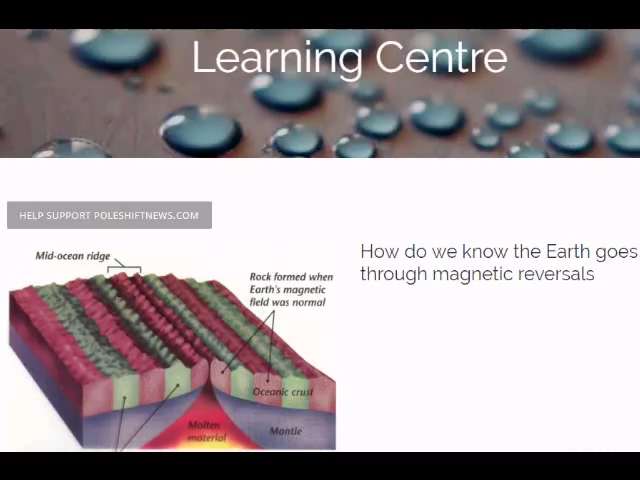 Learning Centre
HELP SUPPORT POLESHIFTNEWS.COM
Mid-ocean ridge
Rock formed when
Earth's magnetic
field was normal
Oceanic crust
Molten
material
Mantle
How do we know the Earth goes
through magnetic reversals